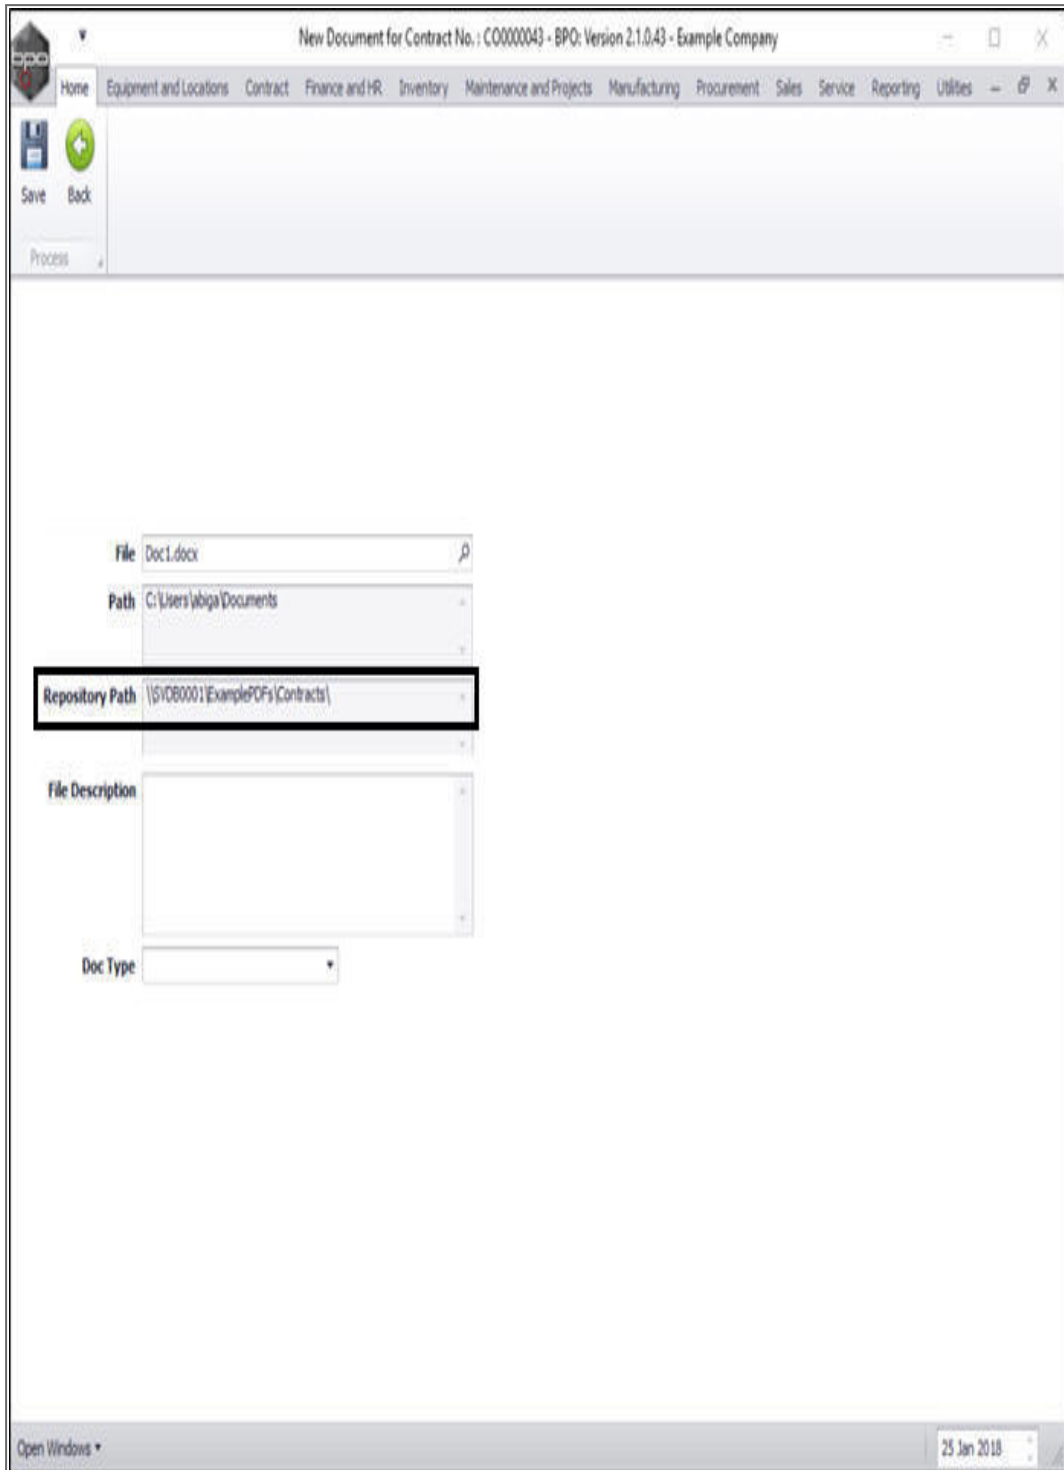 New Document for Contract No. : CO0000043 - BPO: Version 2.1.0.43 - Example Company
bpo
Home Equipment and Locations Contract Finance and HR Inventory Maintenance and Projects Manufacturing Procurement Sales Service Reporting Utilities
Save Back
Process
File Doc1.docx
Path C:\Users\abiga\Documents
Repository Path \\SVDB0001\ExamplePDFs\Contracts\
File Description
Doc Type
Open Windows
25 Jan 2018